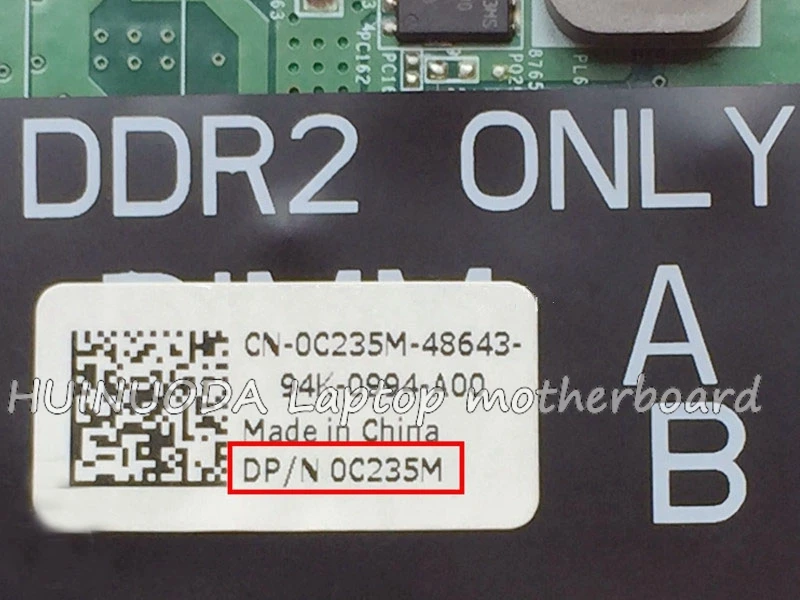 DDR2 ONLY
A
CN-0C235M-48643-
94K-0994-A00
HUINUODA Laptop motherboard
Made in China
DP/N 0C235M
B